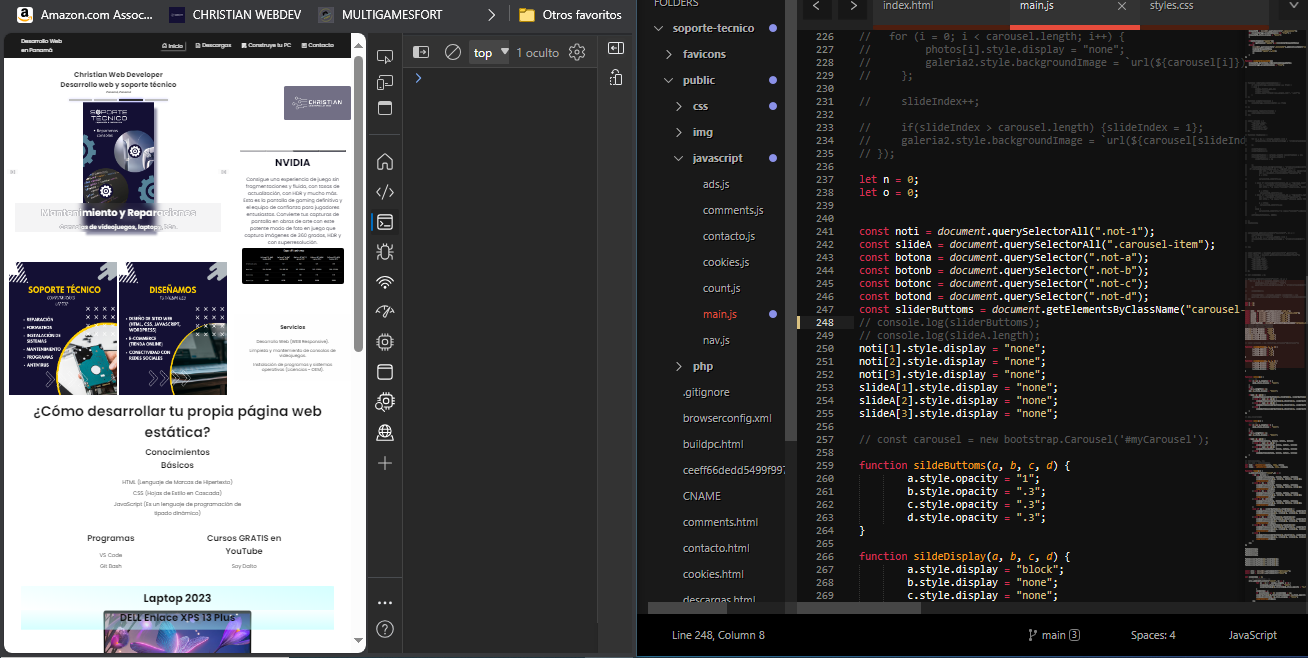 Amazon.com Assoc...
CHRISTIAN WEBDEV
MULTIGAMESFORT
Otros favoritos
Desarrollo Web
en Panamá
Inicio
Descargas
Construye tu PC
Contacto
Christian Web Developer
Desarrollo web y soporte técnico
SOPORTE
TÉCNICO
Mantenimiento y Reparaciones
Consolas de videojuegos, laptops, PCs.
CHRISTIAN
NVIDIA
Consigue una experiencia de juego sin
fragmentaciones y fluida, con tasas de
actualización, con HDR y mucho más.
Esta es la pantalla de gaming definitiva y
el equipo de confianza para jugadores
entusiastas. Convierte tus capturas de
pantalla en obras de arte con este
potente modo de foto en juego que
captura imágenes de 360 grados, HDR y
con superresolución.
SOPORTE TÉCNICO
- REPARACIÓN
- FORMATEOS
- INSTALACION DE
SISTEMAS
- MANTENIMIENTO
- PROGRAMAS
- ANTIVIRUS
DISEÑAMOS
- DISEÑO DE SITIO WEB
(HTML, CSS, JAVASCRIPT,
WORDPRESS)
- E-COMMERCE
(TIENDA ONLINE)
- CONECTIVIDAD CON
REDES SOCIALES
Servicios
Desarrollo Web (WEB Responsive).
Limpieza y mantenimiento de consolas de
videojuegos.
Instalación de programas y sistemas
operativos (Licencias - OEM).
¿Cómo desarrollar tu propia página web
estática?
Conocimientos
Básicos
HTML (Lenguaje de Marcas de Hipertexto)
CSS (Hojas de Estilo en Cascada)
JavaScript (Es un lenguaje de programación de
tipado dinámico)
Programas
VS Code
Git Bash
Cursos GRATIS en
YouTube
Soy Dalto
Laptop 2023
DELL Enlace XPS 13 Plus
top
1 oculto
FOLDERS
soporte-tecnico
favicons
public
css
img
javascript
ads.js
comments.js
contacto.js
cookies.js
count.js
main.js
nav.js
php
.gitignore
browserconfig.xml
buildpc.html
ceeff66dedd5499f997
CNAME
comments.html
contacto.html
cookies.html
descargas.html
index.html
main.js
styles.css
226 // for (i = 0; i < carousel.length; i++) {
227 // photos[i].style.display = "none";
228 // galeria2.style.backgroundImage = `url(${carousel[i]})
229 // };
230
231 // slideIndex++;
232
233 // if(slideIndex > carousel.length) {slideIndex = 1};
234 // galeria2.style.backgroundImage = `url(${carousel[slideInd
235 // });
236
237 let n = 0;
238 let o = 0;
239
240
241 const noti = document.querySelectorAll(".not-1");
242 const slideA = document.querySelectorAll(".carousel-item");
243 const botona = document.querySelector(".not-a");
244 const botonb = document.querySelector(".not-b");
245 const botonc = document.querySelector(".not-c");
246 const botond = document.querySelector(".not-d");
247 const sliderButtoms = document.getElementsByClassName("carousel-
248 // console.log(sliderButtoms);
249 // console.log(slideA.length);
250 noti[1].style.display = "none";
251 noti[2].style.display = "none";
252 noti[3].style.display = "none";
253 slideA[1].style.display = "none";
254 slideA[2].style.display = "none";
255 slideA[3].style.display = "none";
256
257 // const carousel = new bootstrap.Carousel('#myCarousel');
258
259 function sildeButtoms(a, b, c, d) {
260 a.style.opacity = "1";
261 b.style.opacity = ".3";
262 c.style.opacity = ".3";
263 d.style.opacity = ".3";
264 }
265
266 function sildeDisplay(a, b, c, d) {
267 a.style.display = "block";
268 b.style.display = "none";
269 c.style.display = "none";
Line 248, Column 8
main 3
Spaces: 4
JavaScript